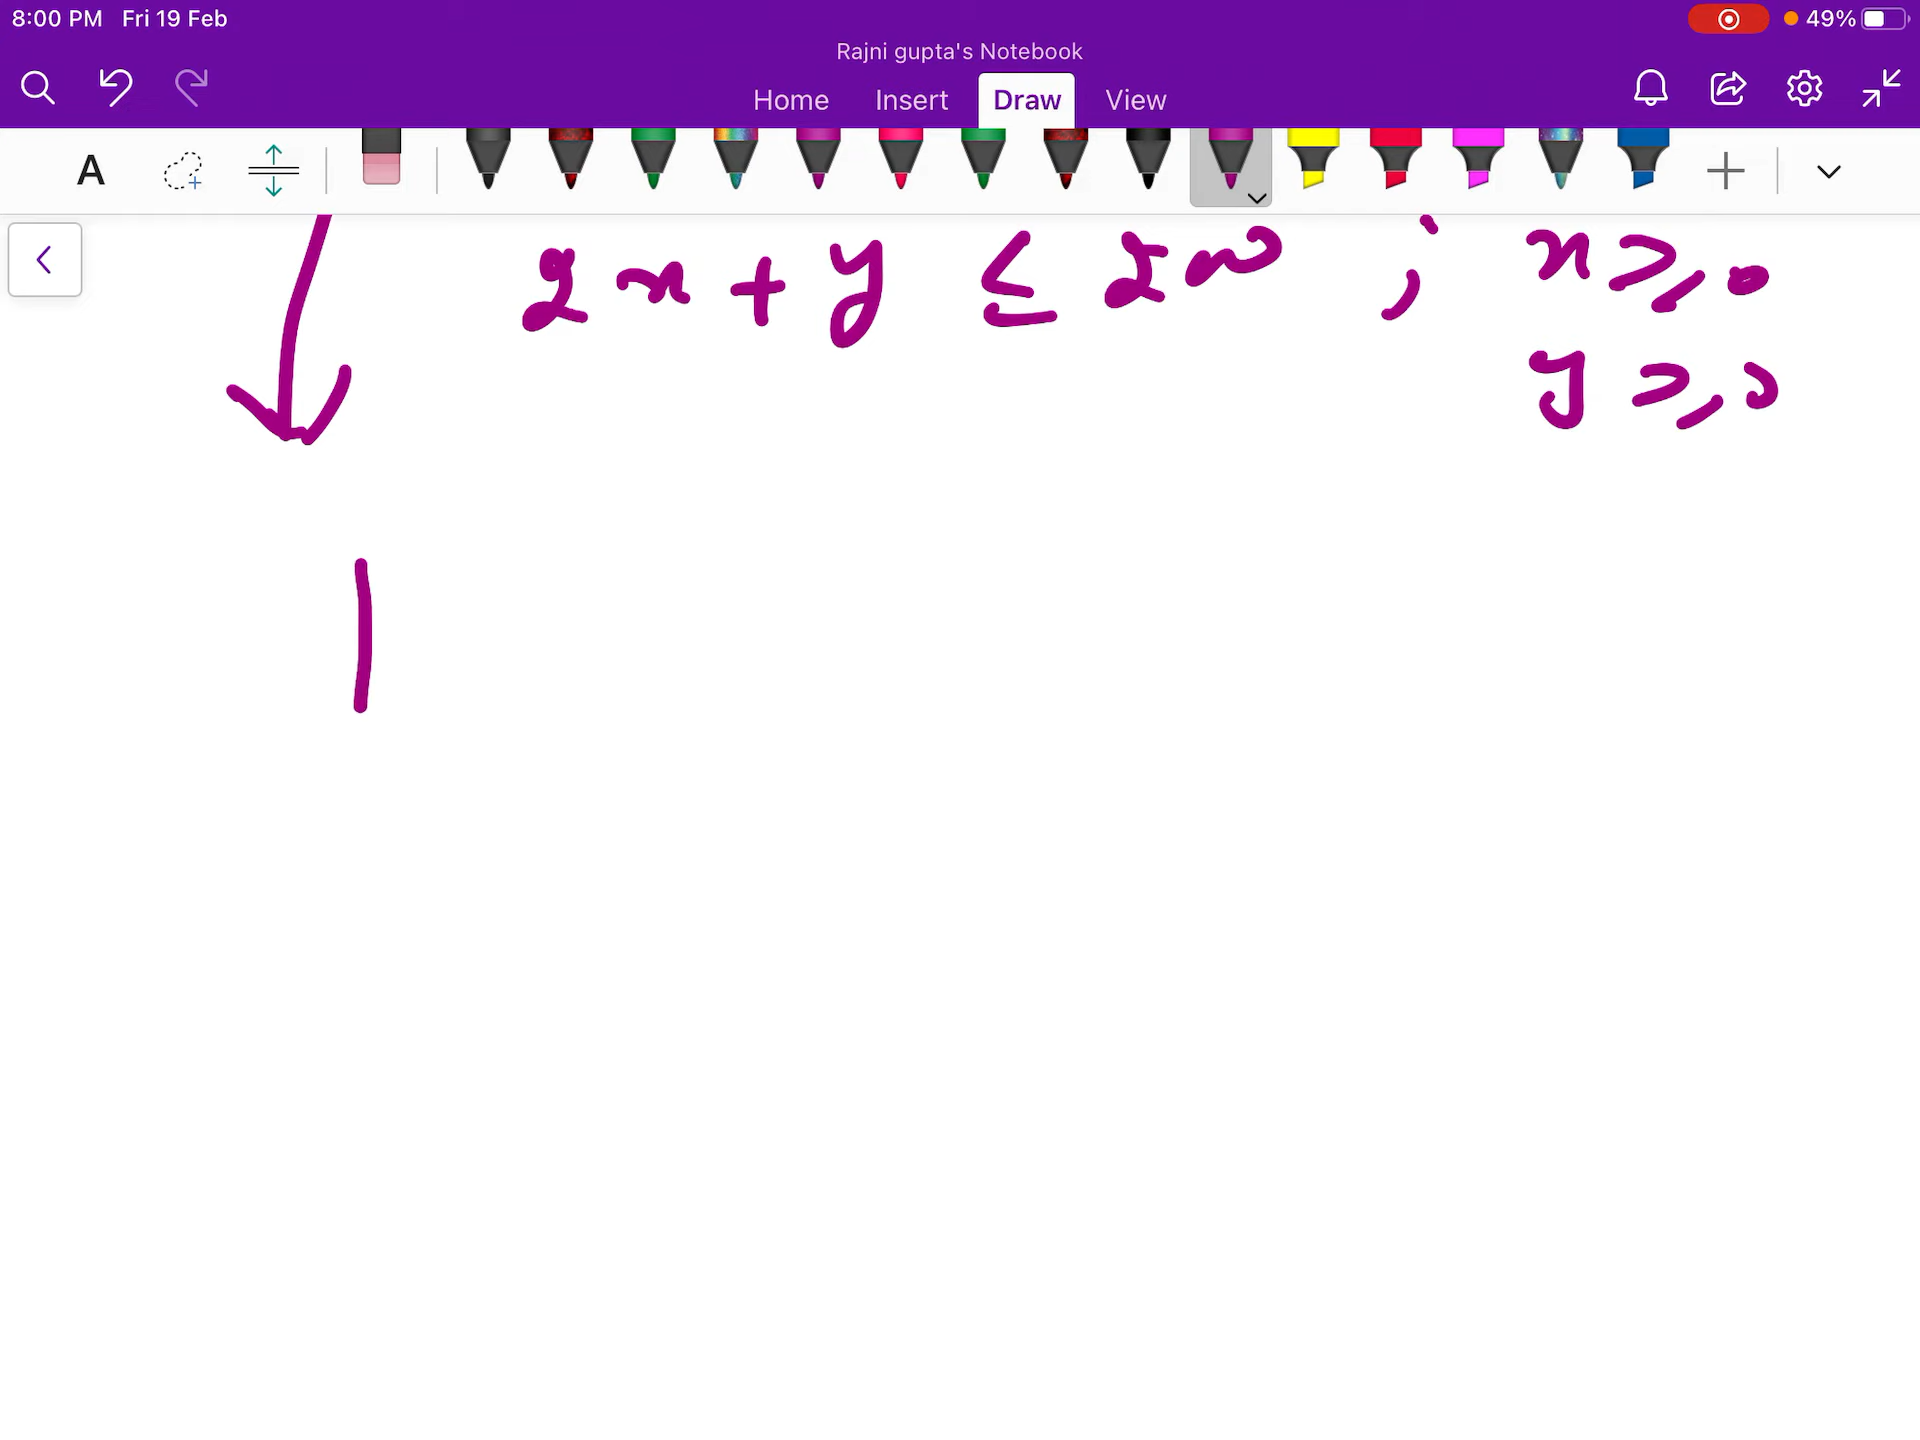 8:00 PM Fri 19 Feb
49%
Rajni gupta's Notebook
Home Insert Draw View
A
2x + y ≤ 200 ; x ≥ 0
y ≥ 0